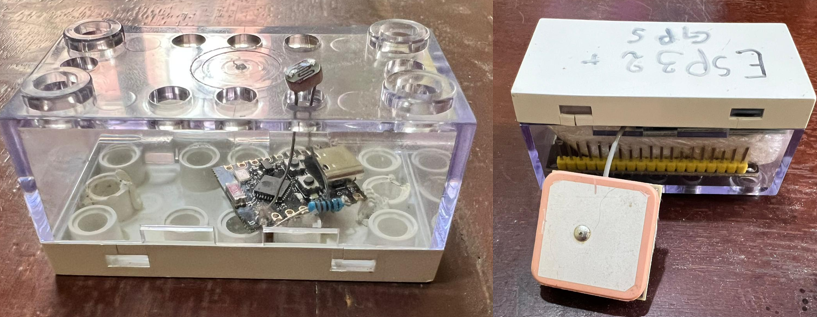 ESP32 +
GPS